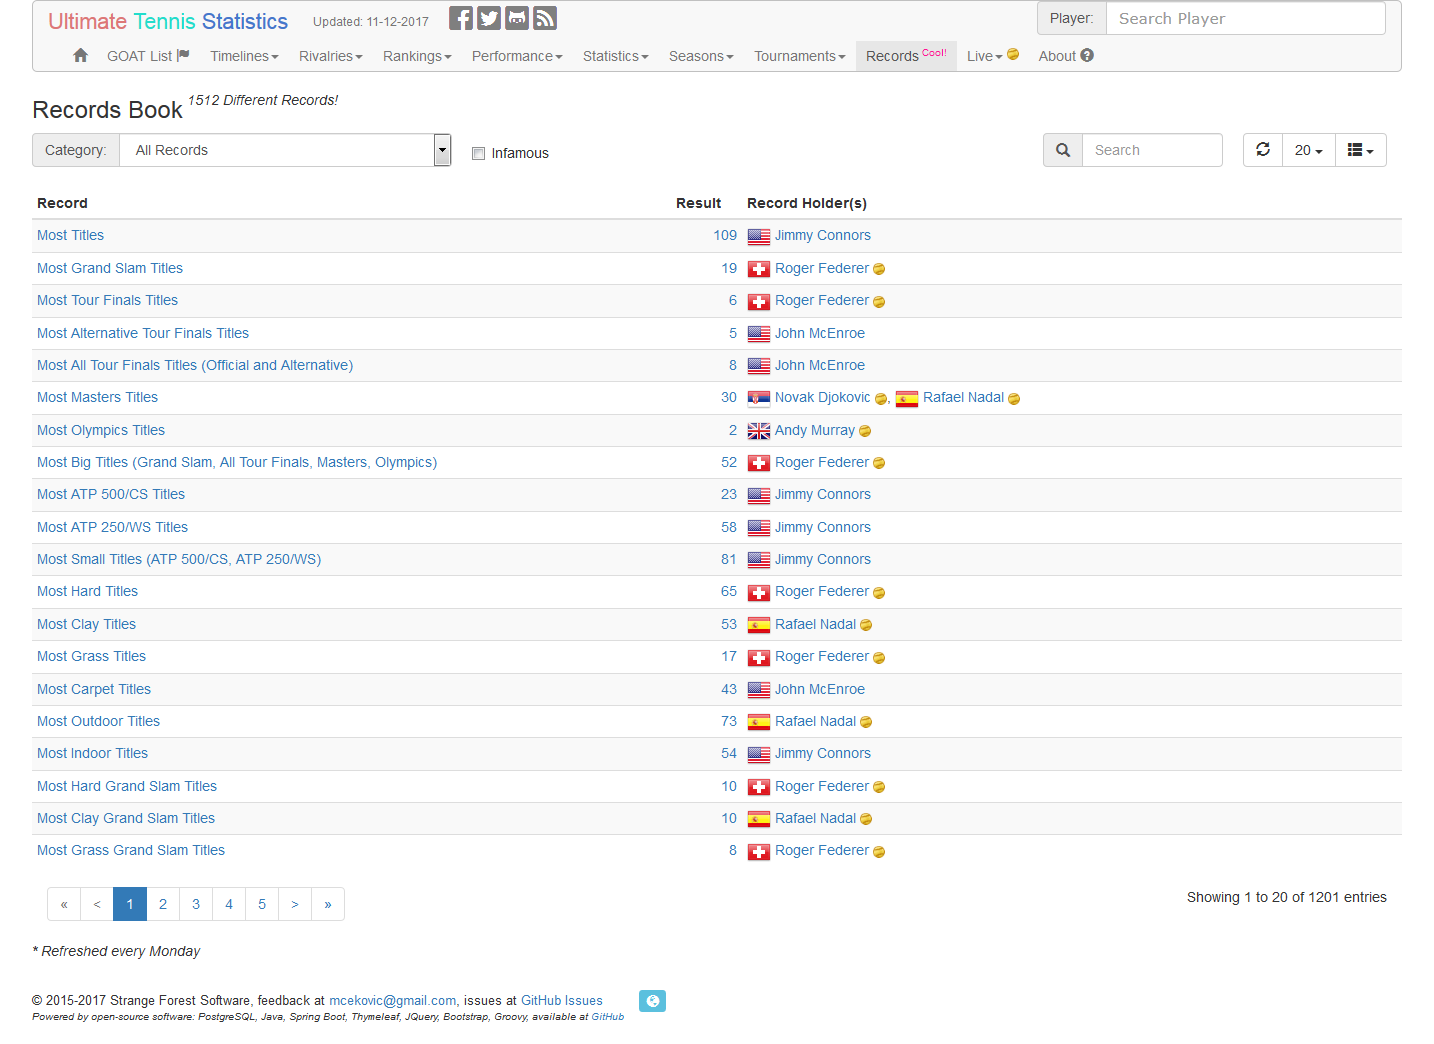 Ultimate Tennis Statistics Updated: 11-12-2017 Player: Search Player
GOAT List Timelines Rivalries Rankings Performance Statistics Seasons Tournaments Records Cool! Live About
Records Book 1512 Different Records!
Category: All Records Infamous Search 20
Record Result Record Holder(s)
Most Titles 109 Jimmy Connors
Most Grand Slam Titles 19 Roger Federer
Most Tour Finals Titles 6 Roger Federer
Most Alternative Tour Finals Titles 5 John McEnroe
Most All Tour Finals Titles (Official and Alternative) 8 John McEnroe
Most Masters Titles 30 Novak Djokovic , Rafael Nadal
Most Olympics Titles 2 Andy Murray
Most Big Titles (Grand Slam, All Tour Finals, Masters, Olympics) 52 Roger Federer
Most ATP 500/CS Titles 23 Jimmy Connors
Most ATP 250/WS Titles 58 Jimmy Connors
Most Small Titles (ATP 500/CS, ATP 250/WS) 81 Jimmy Connors
Most Hard Titles 65 Roger Federer
Most Clay Titles 53 Rafael Nadal
Most Grass Titles 17 Roger Federer
Most Carpet Titles 43 John McEnroe
Most Outdoor Titles 73 Rafael Nadal
Most Indoor Titles 54 Jimmy Connors
Most Hard Grand Slam Titles 10 Roger Federer
Most Clay Grand Slam Titles 10 Rafael Nadal
Most Grass Grand Slam Titles 8 Roger Federer
« < 1 2 3 4 5 > » Showing 1 to 20 of 1201 entries
* Refreshed every Monday
© 2015-2017 Strange Forest Software, feedback at mcekovic@gmail.com, issues at GitHub Issues
Powered by open-source software: PostgreSQL, Java, Spring Boot, Thymeleaf, JQuery, Bootstrap, Groovy, available at GitHub